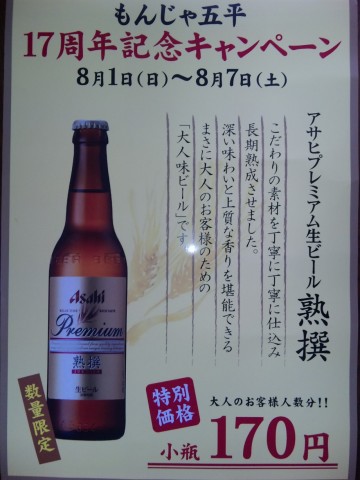 もんじゃ五平
17周年記念キャンペーン
8月1日(日)〜8月7日(土)
アサヒプレミアム生ビール 熟撰
こだわりの素材を丁寧に丁寧に仕込み
長期熟成させました。
深い味わいと上質な香りを堪能できる
まさに大人のお客様のための
「大人味ビール」です。
Asahi
Premium
熟撰
生ビール
数量限定
特別
価格
大人のお客様人数分!!
小瓶 170円